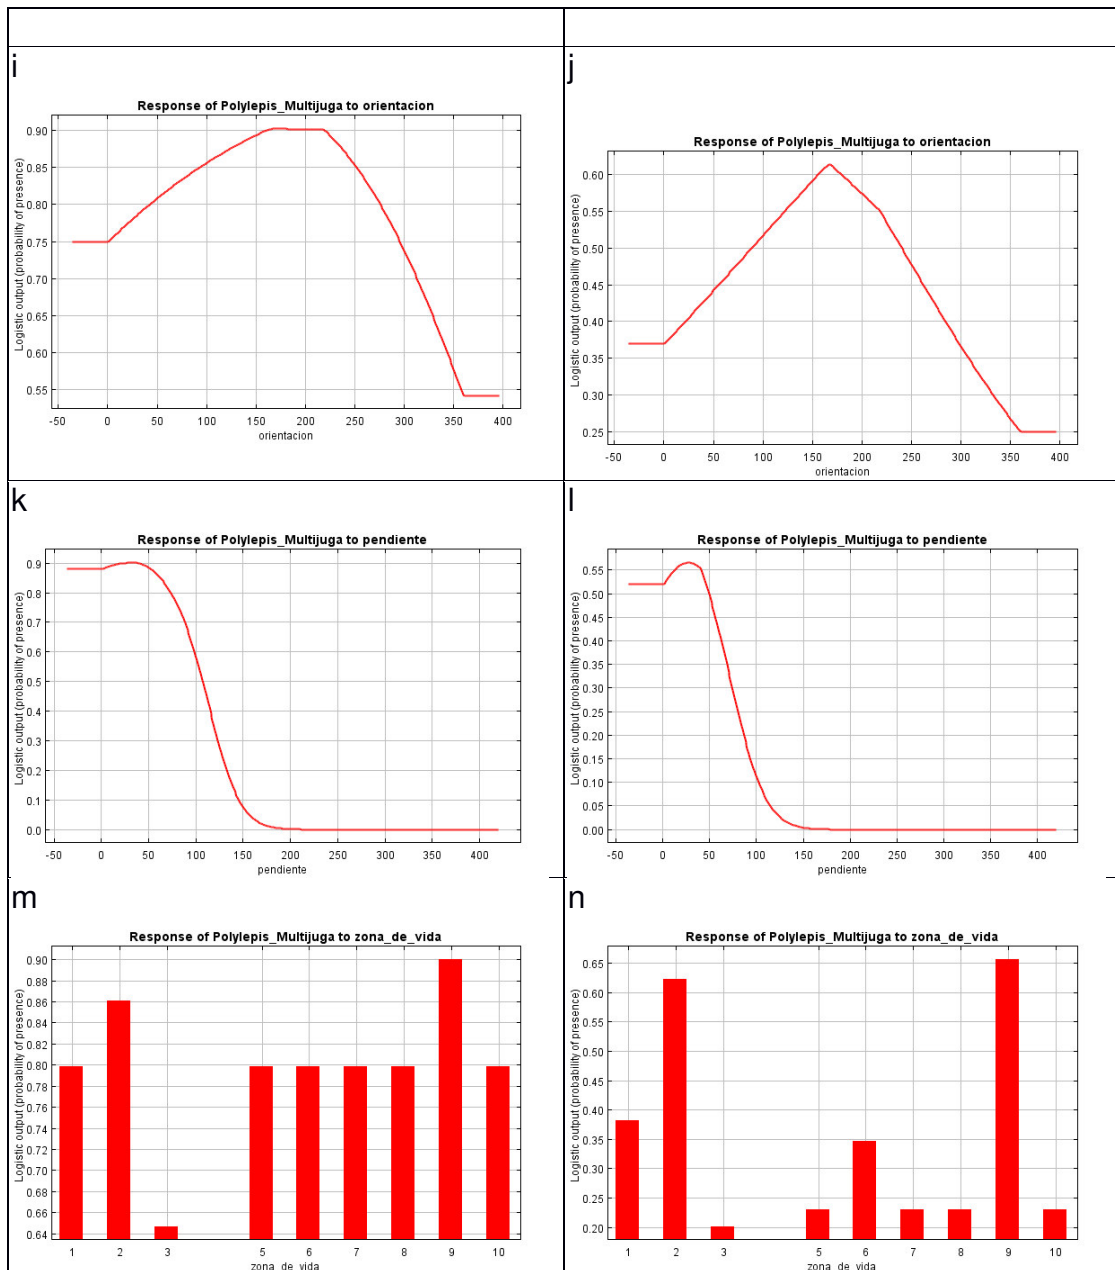 i
Response of Polylepis_Multijuga to orientacion
Logistic output (probability of presence)
0.90
0.85
0.80
0.75
0.70
0.65
0.60
0.55
-50 0 50 100 150 200 250 300 350 400
orientacion
j
Response of Polylepis_Multijuga to orientacion
Logistic output (probability of presence)
0.60
0.55
0.50
0.45
0.40
0.35
0.30
0.25
-50 0 50 100 150 200 250 300 350 400
orientacion
k
Response of Polylepis_Multijuga to pendiente
Logistic output (probability of presence)
0.9
0.8
0.7
0.6
0.5
0.4
0.3
0.2
0.1
0.0
-50 0 50 100 150 200 250 300 350 400
pendiente
l
Response of Polylepis_Multijuga to pendiente
Logistic output (probability of presence)
0.55
0.50
0.45
0.40
0.35
0.30
0.25
0.20
0.15
0.10
0.05
0.00
-50 0 50 100 150 200 250 300 350 400
pendiente
m
Response of Polylepis_Multijuga to zona_de_vida
Logistic output (probability of presence)
0.90
0.88
0.86
0.84
0.82
0.80
0.78
0.76
0.74
0.72
0.70
0.68
0.66
0.64
1 2 3 5 6 7 8 9 10
zona_de_vida
n
Response of Polylepis_Multijuga to zona_de_vida
Logistic output (probability of presence)
0.65
0.60
0.55
0.50
0.45
0.40
0.35
0.30
0.25
0.20
1 2 3 5 6 7 8 9 10
zona_de_vida